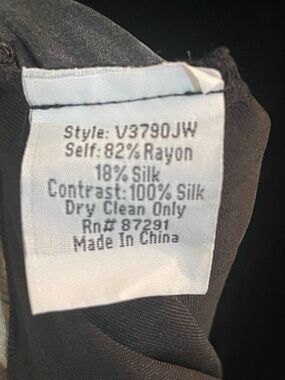 Style: V3790JW
Self: 82% Rayon
18% Silk
Contrast: 100% Silk
Dry Clean Only
Rn# 87291
Made In China